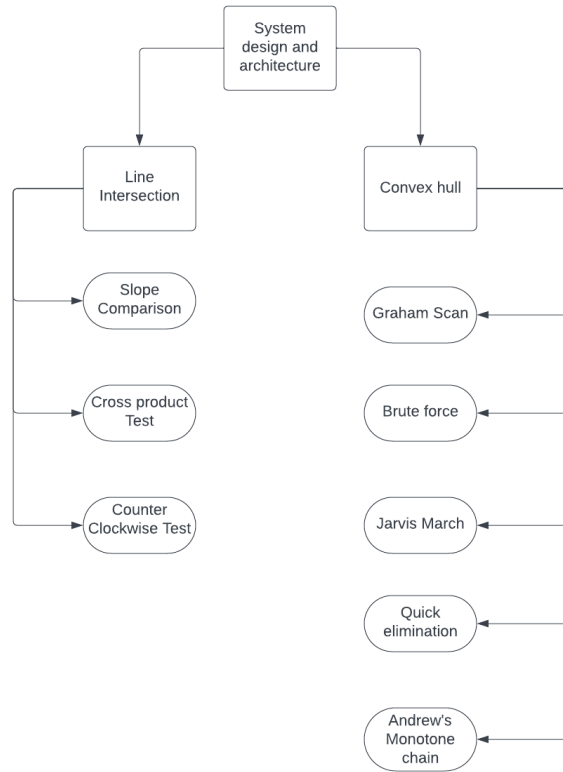 System
design and
architecture
Line
Intersection
Convex hull
Slope
Comparison
Graham Scan
Cross product
Test
Brute force
Counter
Clockwise Test
Jarvis March
Quick
elimination
Andrew's
Monotone
chain